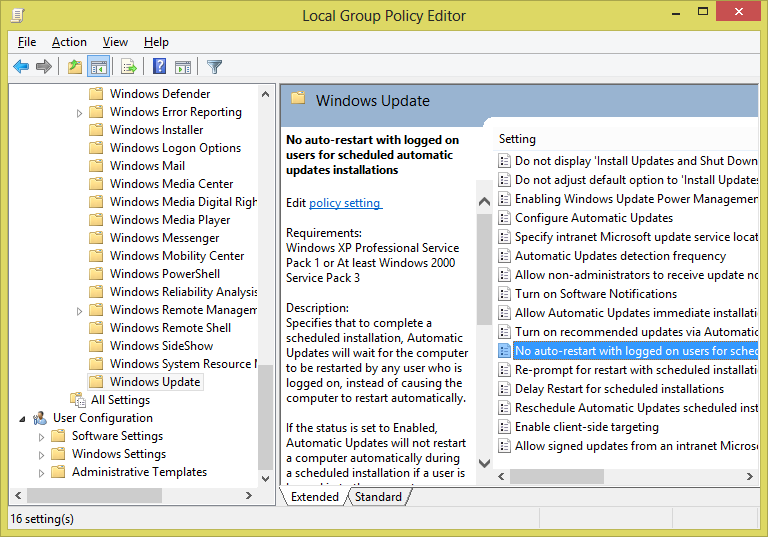 Local Group Policy Editor
File Action View Help
Windows Defender
Windows Error Reporting
Windows Installer
Windows Logon Options
Windows Mail
Windows Media Center
Windows Media Digital Righ
Windows Media Player
Windows Messenger
Windows Mobility Center
Windows PowerShell
Windows Reliability Analysis
Windows Remote Managem
Windows Remote Shell
Windows SideShow
Windows System Resource M
Windows Update
All Settings
User Configuration
Software Settings
Windows Settings
Administrative Templates
Windows Update
No auto-restart with logged on
users for scheduled automatic
updates installations
Edit policy setting
Requirements:
Windows XP Professional Service
Pack 1 or At least Windows 2000
Service Pack 3
Description:
Specifies that to complete a
scheduled installation, Automatic
Updates will wait for the computer
to be restarted by any user who is
logged on, instead of causing the
computer to restart automatically.
If the status is set to Enabled,
Automatic Updates will not restart
a computer automatically during
a scheduled installation if a user is
Setting
Do not display 'Install Updates and Shut Down
Do not adjust default option to 'Install Updates
Enabling Windows Update Power Management
Configure Automatic Updates
Specify intranet Microsoft update service locat
Automatic Updates detection frequency
Allow non-administrators to receive update no
Turn on Software Notifications
Allow Automatic Updates immediate installati
Turn on recommended updates via Automatic
No auto-restart with logged on users for sched
Re-prompt for restart with scheduled installati
Delay Restart for scheduled installations
Reschedule Automatic Updates scheduled inst
Enable client-side targeting
Allow signed updates from an intranet Micros
Extended Standard
16 setting(s)